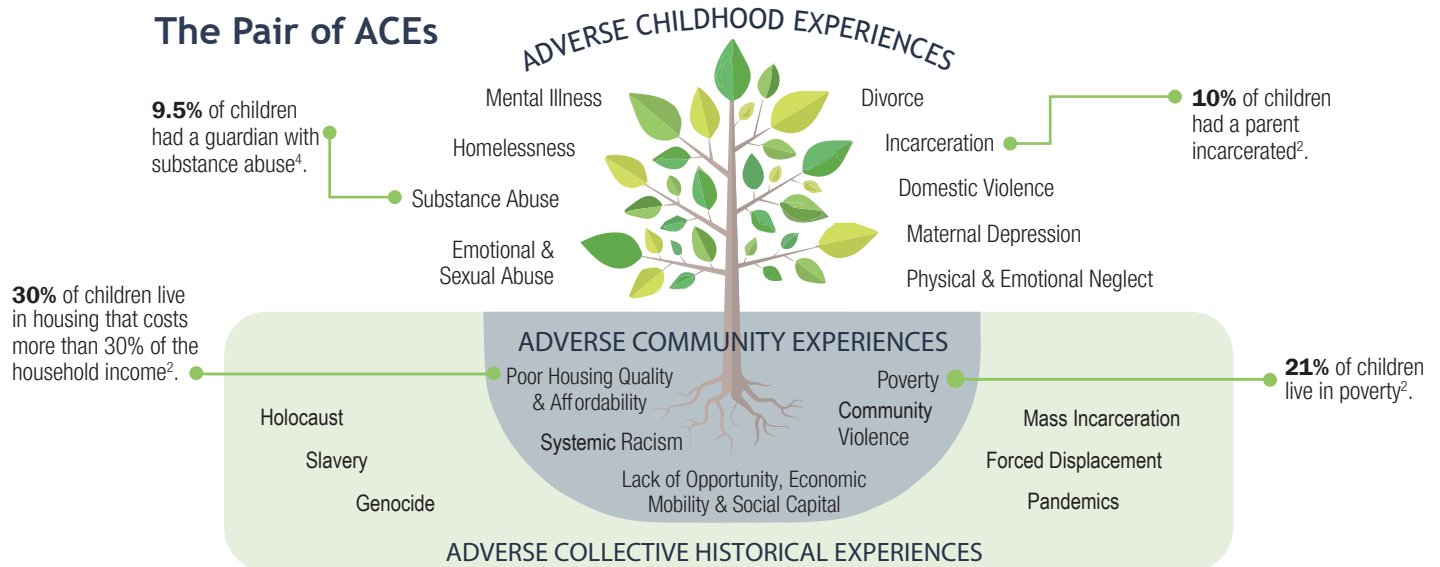 The Pair of ACEs
ADVERSE CHILDHOOD EXPERIENCES
9.5% of children
had a guardian with
substance abuse⁴.
Mental Illness
Homelessness
Substance Abuse
Emotional &
Sexual Abuse
Divorce
Incarceration
Domestic Violence
Maternal Depression
Physical & Emotional Neglect
10% of children
had a parent
incarcerated².
30% of children live
in housing that costs
more than 30% of the
household income².
ADVERSE COMMUNITY EXPERIENCES
Poor Housing Quality
& Affordability
Systemic Racism
Poverty
Community
Violence
Lack of Opportunity, Economic
Mobility & Social Capital
21% of children
live in poverty².
Holocaust
Slavery
Genocide
Mass Incarceration
Forced Displacement
Pandemics
ADVERSE COLLECTIVE HISTORICAL EXPERIENCES